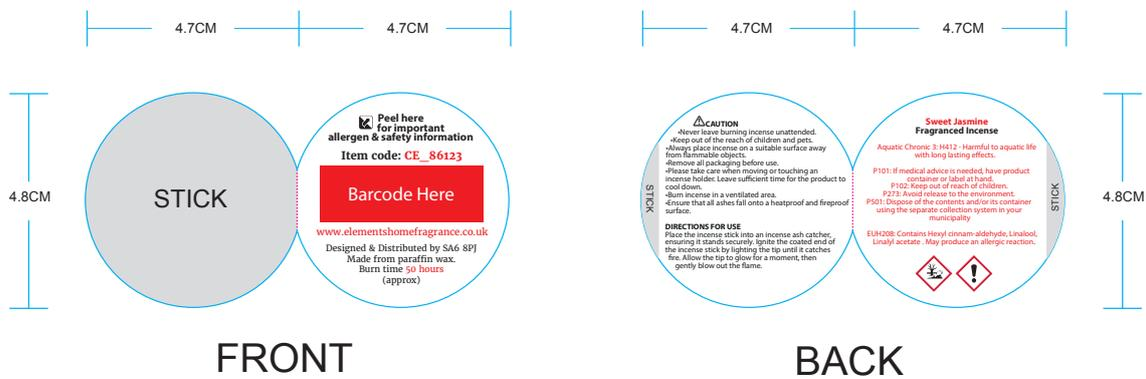 4.7CM
4.7CM
4.8CM
STICK
Peel here
for important
allergen & safety information
Item code: CE_86123
Barcode Here
www.elementshomefragrance.co.uk
Designed & Distributed by SA6 8PJ
Made from paraffin wax.
Burn time 50 hours
(approx)
FRONT
4.7CM
4.7CM
STICK
CAUTION
•Never leave burning incense unattended.
•Keep out of the reach of children and pets.
•Always place incense on a suitable surface away
from flammable objects.
•Remove all packaging before use.
•Please take care when moving or touching an
incense holder. Leave sufficient time for the product to
cool down.
•Burn incense in a ventilated area.
•Ensure that all ashes fall onto a heatproof and fireproof
surface.
DIRECTIONS FOR USE
Place the incense stick into an incense ash catcher,
ensuring it stands securely. Ignite the coated end of
the incense stick by lighting the tip until it catches
fire. Allow the tip to glow for a moment, then
gently blow out the flame.
Sweet Jasmine
Fragranced Incense
Aquatic Chronic 3: H412 - Harmful to aquatic life
with long lasting effects.
P101: If medical advice is needed, have product
container or label at hand.
P102: Keep out of reach of children.
P273: Avoid release to the environment.
P501: Dispose of the contents and/or its container
using the separate collection system in your
municipality
EUH208: Contains Hexyl cinnam-aldehyde, Linalool,
Linalyl acetate . May produce an allergic reaction.
STICK
4.8CM
BACK